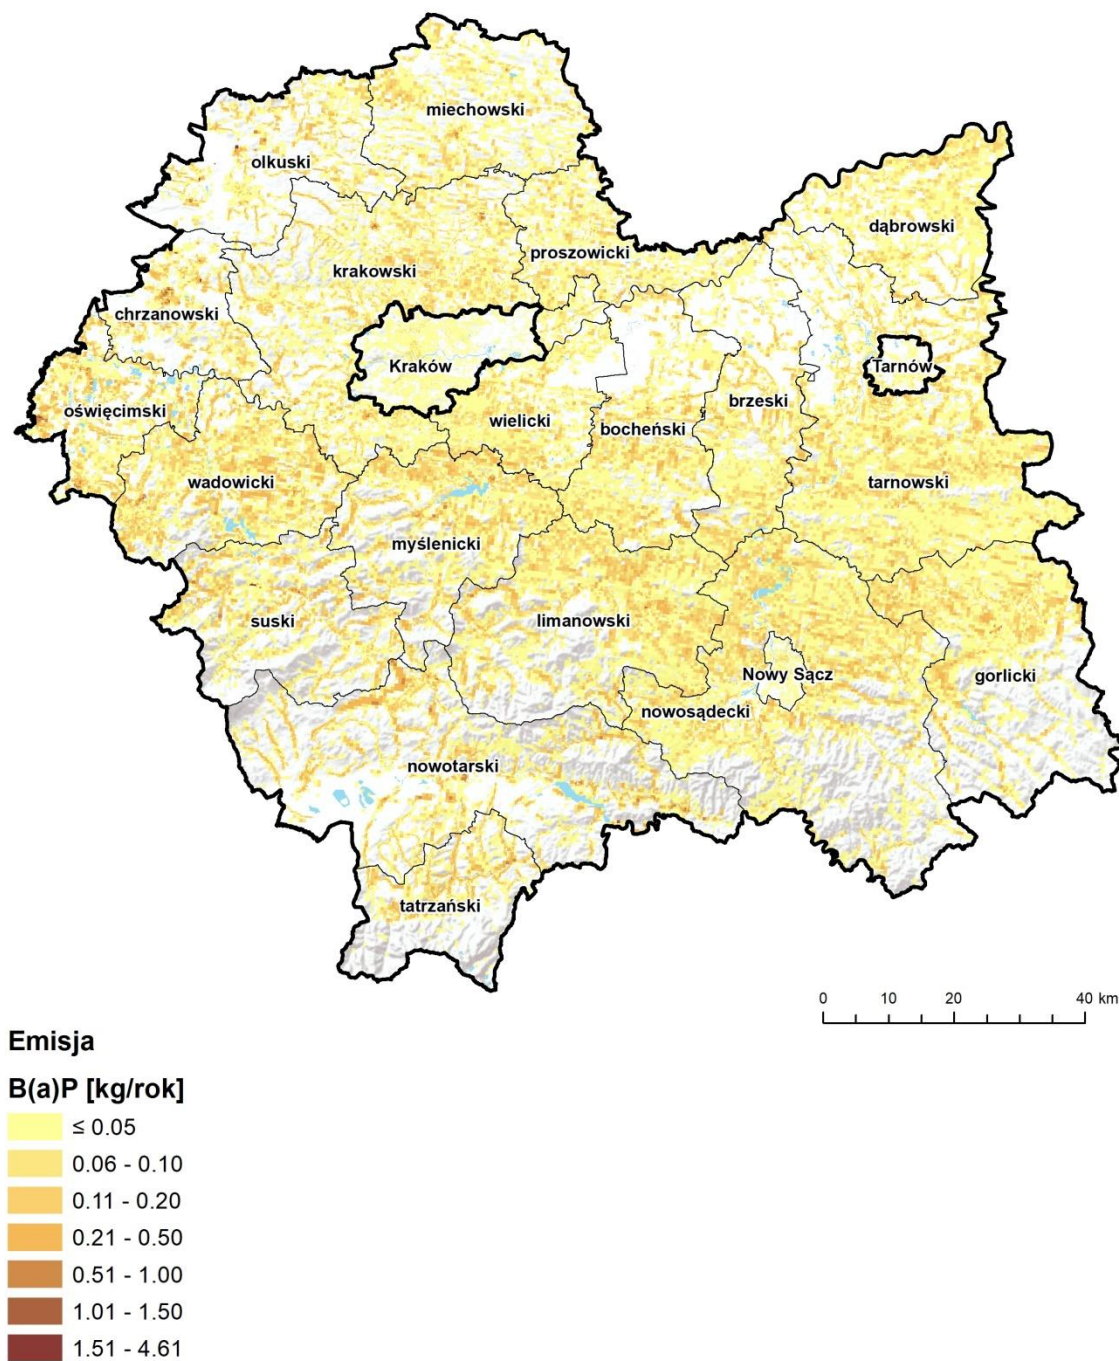 miechowski
olkuski
dąbrowski
proszowicki
krakowski
chrzanowski
Kraków
Tarnów
oświęcimski
brzeski
wielicki
bocheński
wadowicki
tarnowski
myślenicki
suski
limanowski
Nowy Sącz
gorlicki
nowosądecki
nowotarski
tatrzański
0 10 20 40 km
Emisja
B(a)P [kg/rok]
≤ 0.05
0.06 - 0.10
0.11 - 0.20
0.21 - 0.50
0.51 - 1.00
1.01 - 1.50
1.51 - 4.61